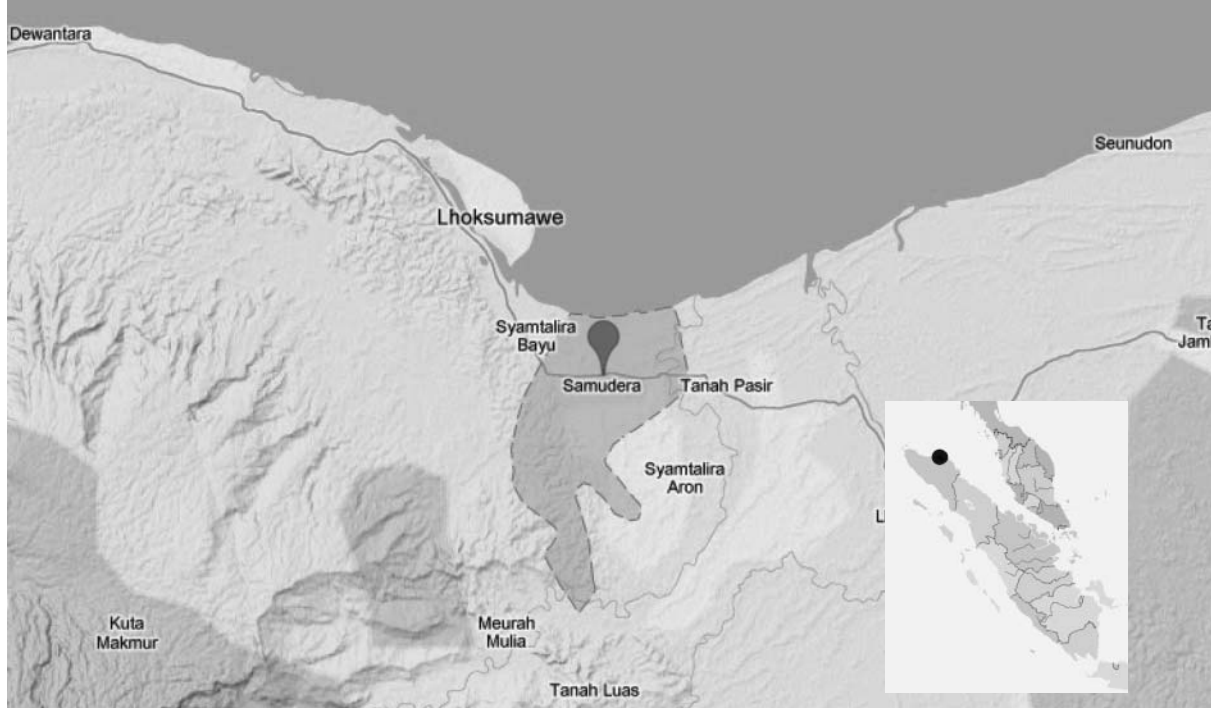 Dewantara
Seunudon
Lhoksumawe
Syamtalira
Bayu
Samudera
Tanah Pasir
Syamtalira
Aron
Kuta
Makmur
Meurah
Mulia
Tanah Luas